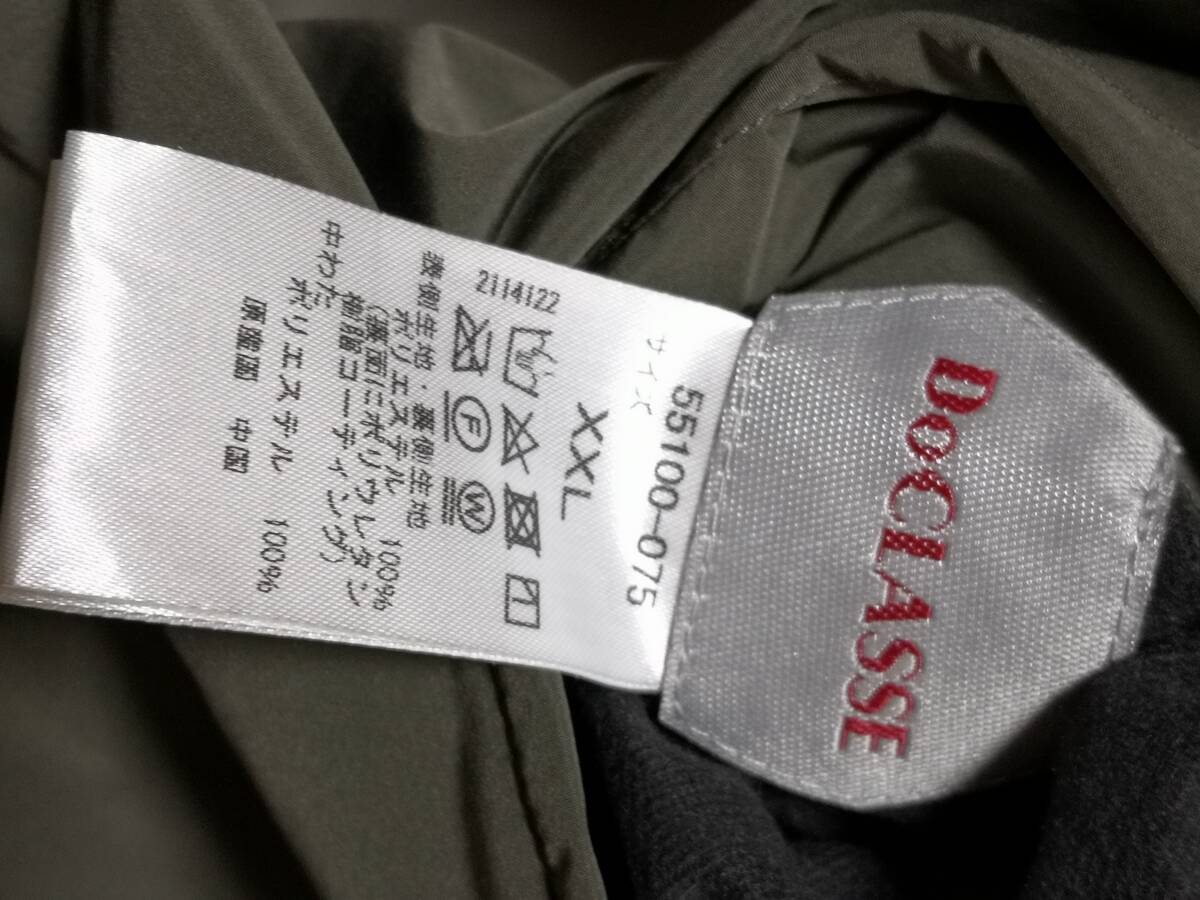 DoCLASSE
55100-075
サイズ
XXL
2114122
表側生地・裏側生地
ポリエステル 100%
(裏面にポリウレタン
樹脂コーティング)
中わた
ポリエステル 100%
原産国 中国
F
W